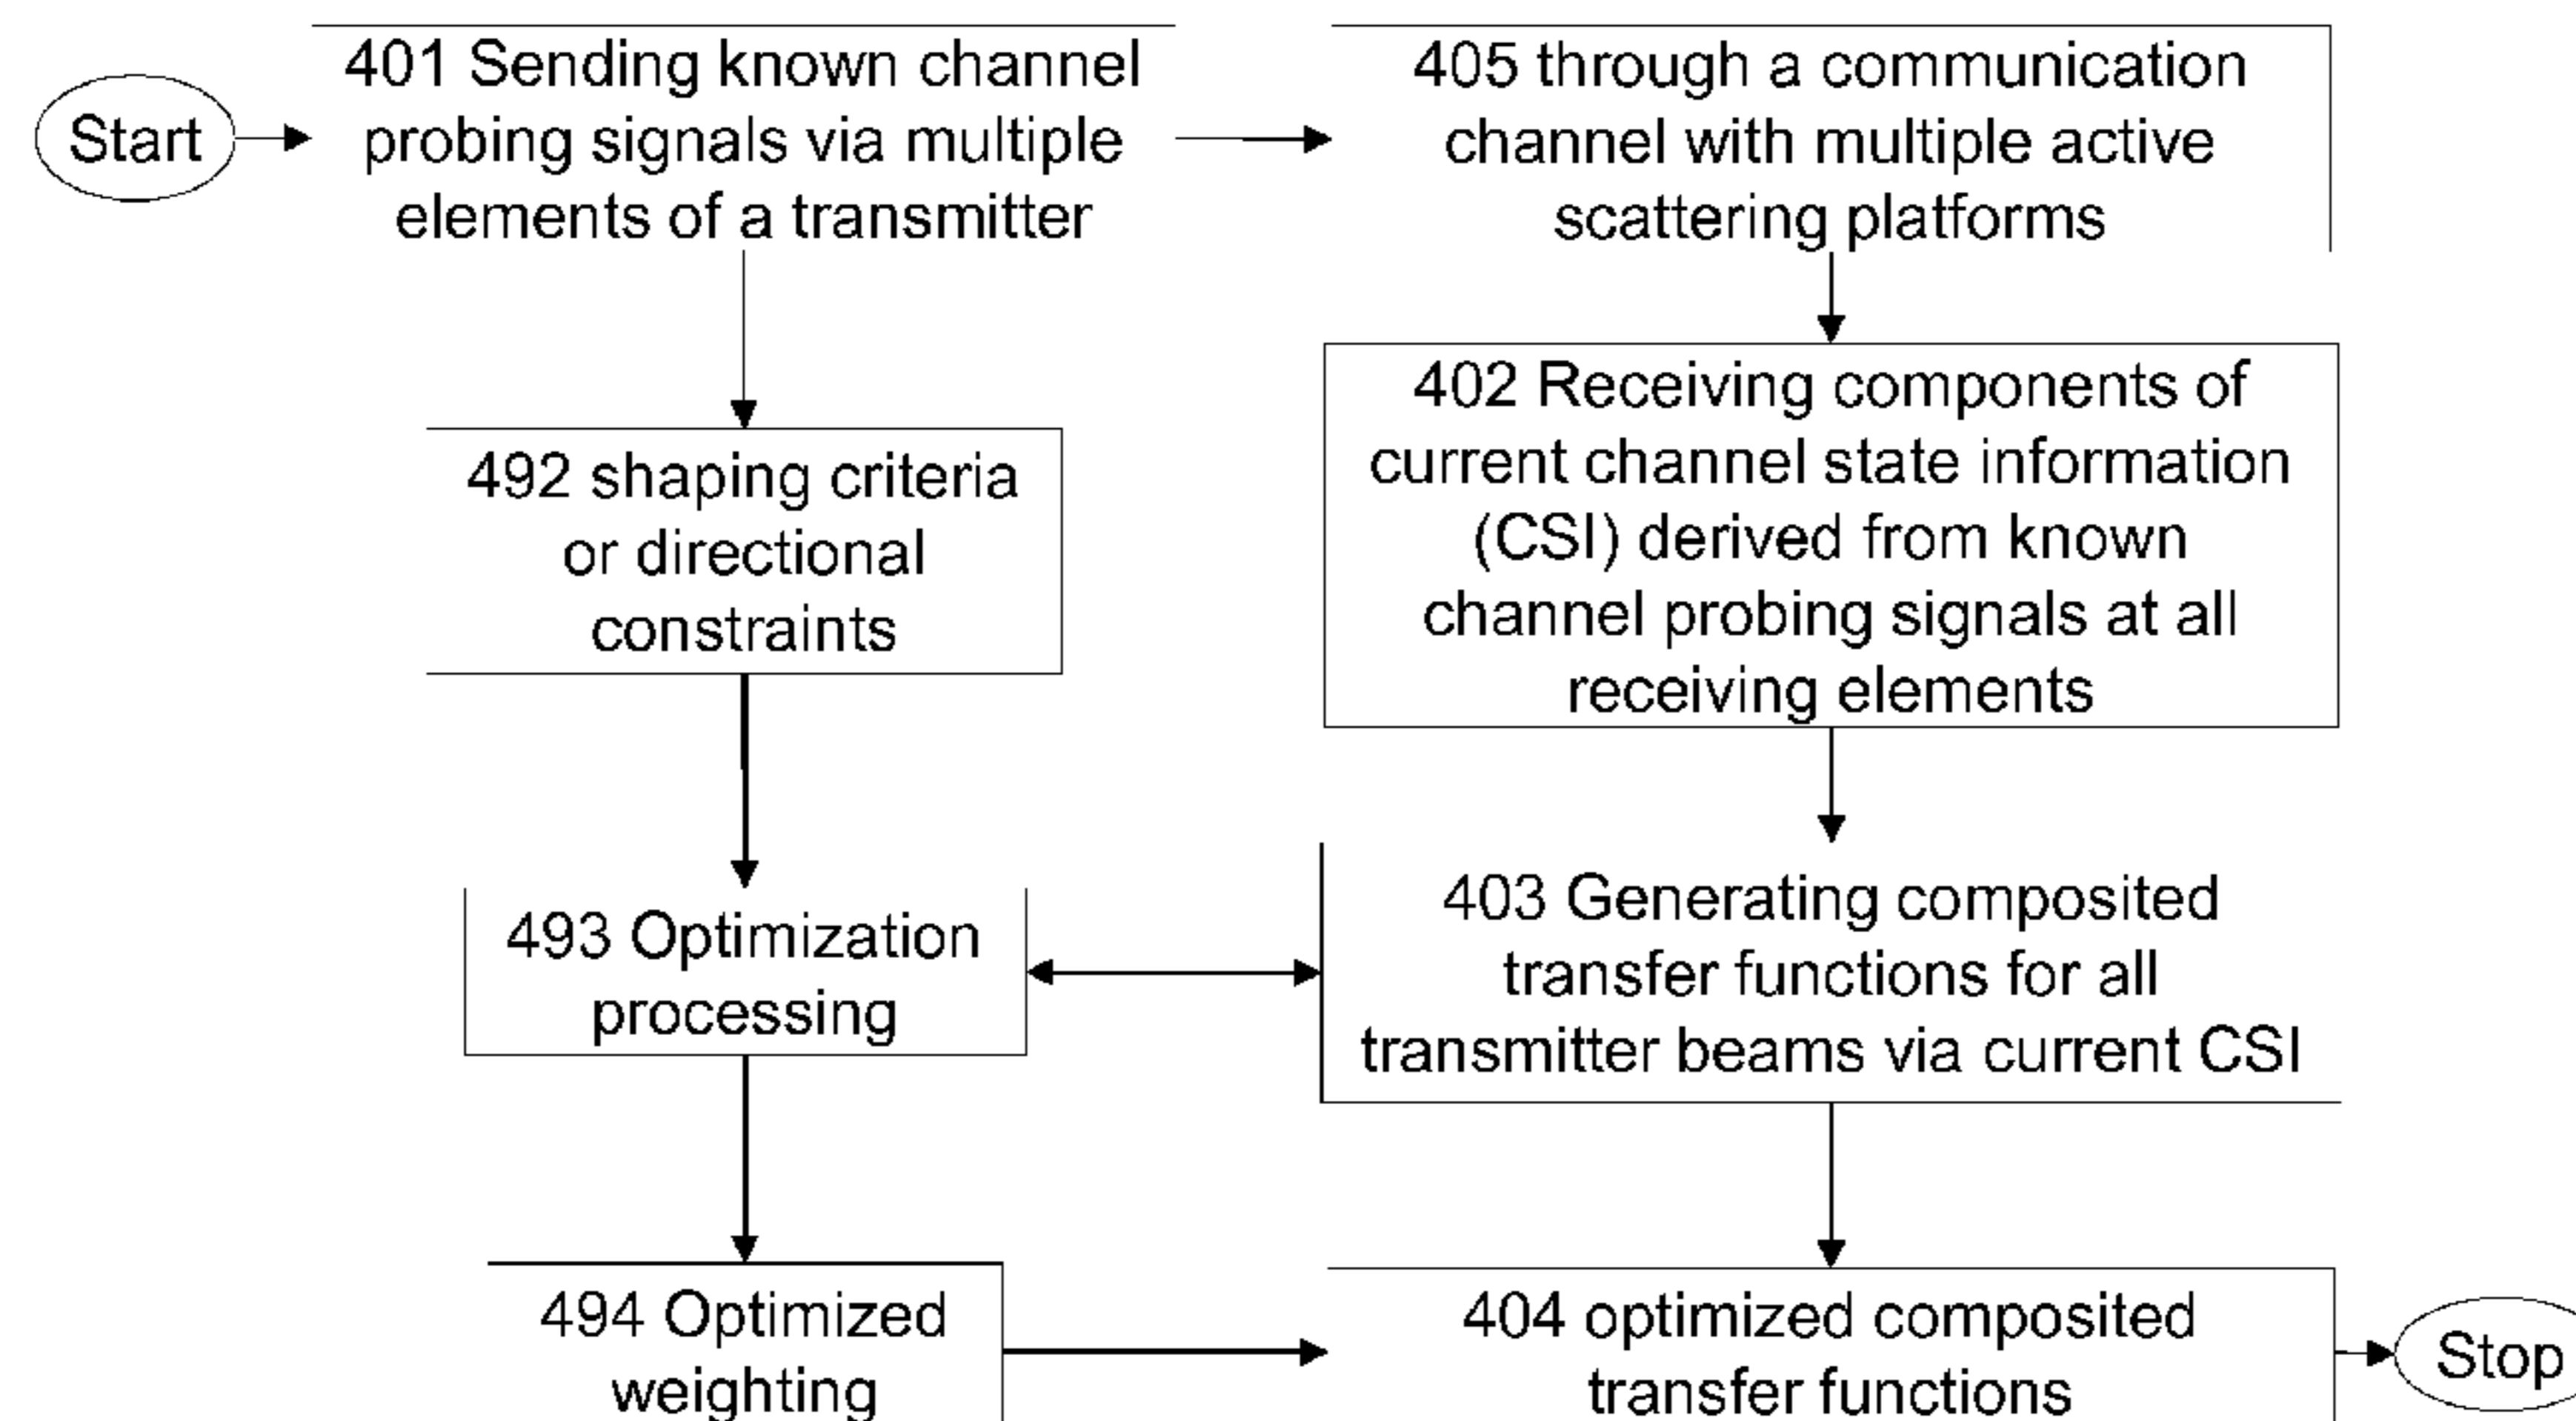 Start
401 Sending known channel
probing signals via multiple
elements of a transmitter
405 through a communication
channel with multiple active
scattering platforms
492 shaping criteria
or directional
constraints
402 Receiving components of
current channel state information
(CSI) derived from known
channel probing signals at all
receiving elements
493 Optimization
processing
403 Generating composited
transfer functions for all
transmitter beams via current CSI
494 Optimized
weighting
404 optimized composited
transfer functions
Stop